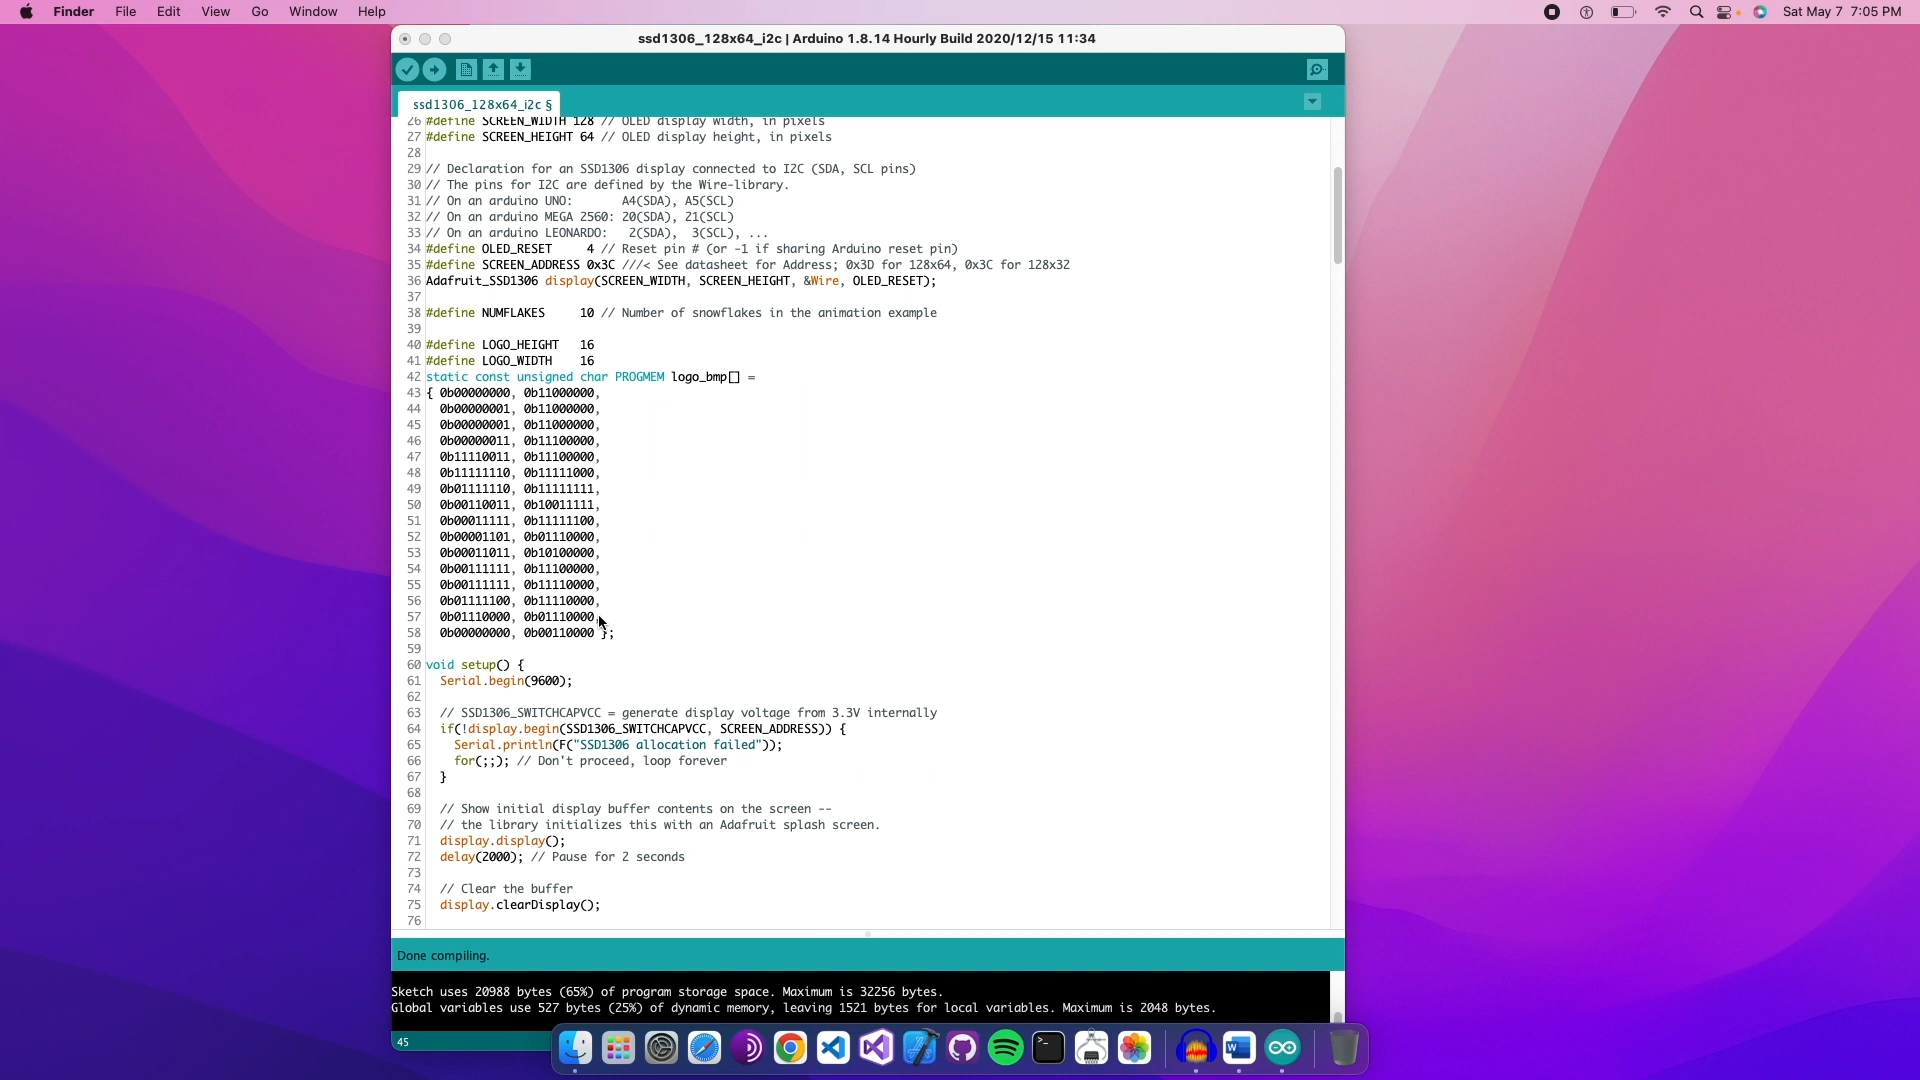 Finder File Edit View Go Window Help Sat May 7 7:05 PM
ssd1306_128x64_i2c | Arduino 1.8.14 Hourly Build 2020/12/15 11:34
ssd1306_128x64_i2c §
26 #define SCREEN_WIDTH 128 // OLED display width, in pixels
27 #define SCREEN_HEIGHT 64 // OLED display height, in pixels
28
29 // Declaration for an SSD1306 display connected to I2C (SDA, SCL pins)
30 // The pins for I2C are defined by the Wire-library.
31 // On an arduino UNO:       A4(SDA), A5(SCL)
32 // On an arduino MEGA 2560: 20(SDA), 21(SCL)
33 // On an arduino LEONARDO:   2(SDA),  3(SCL), ...
34 #define OLED_RESET     4 // Reset pin # (or -1 if sharing Arduino reset pin)
35 #define SCREEN_ADDRESS 0x3C ///< See datasheet for Address; 0x3D for 128x64, 0x3C for 128x32
36 Adafruit_SSD1306 display(SCREEN_WIDTH, SCREEN_HEIGHT, &Wire, OLED_RESET);
37
38 #define NUMFLAKES     10 // Number of snowflakes in the animation example
39
40 #define LOGO_HEIGHT   16
41 #define LOGO_WIDTH    16
42 static const unsigned char PROGMEM logo_bmp[] =
43 { 0b00000000, 0b11000000,
44   0b00000001, 0b11000000,
45   0b00000001, 0b11000000,
46   0b00000011, 0b11100000,
47   0b11110011, 0b11100000,
48   0b11111110, 0b11111000,
49   0b01111110, 0b11111111,
50   0b00110011, 0b10011111,
51   0b00011111, 0b11111100,
52   0b00001101, 0b01110000,
53   0b00011011, 0b10100000,
54   0b00111111, 0b11100000,
55   0b00111111, 0b11110000,
56   0b01111100, 0b11110000,
57   0b01110000, 0b01110000,
58   0b00000000, 0b00110000 };
59
60 void setup() {
61   Serial.begin(9600);
62
63   // SSD1306_SWITCHCAPVCC = generate display voltage from 3.3V internally
64   if(!display.begin(SSD1306_SWITCHCAPVCC, SCREEN_ADDRESS)) {
65     Serial.println(F("SSD1306 allocation failed"));
66     for(;;); // Don't proceed, loop forever
67   }
68
69   // Show initial display buffer contents on the screen --
70   // the library initializes this with an Adafruit splash screen.
71   display.display();
72   delay(2000); // Pause for 2 seconds
73
74   // Clear the buffer
75   display.clearDisplay();
76
Done compiling.
Sketch uses 20988 bytes (65%) of program storage space. Maximum is 32256 bytes.
Global variables use 527 bytes (25%) of dynamic memory, leaving 1521 bytes for local variables. Maximum is 2048 bytes.
45